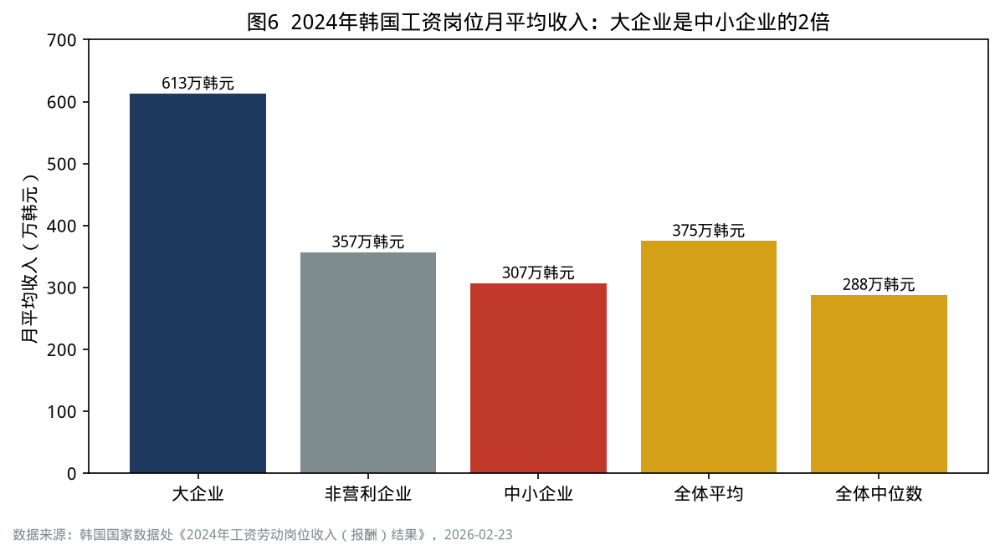 图6 2024年韩国工资岗位月平均收入：大企业是中小企业的2倍
月平均收入（万韩元）
700
600
500
400
300
200
100
0
613万韩元
357万韩元
307万韩元
375万韩元
288万韩元
大企业
非营利企业
中小企业
全体平均
全体中位数
数据来源：韩国国家数据处《2024年工资劳动岗位收入（报酬）结果》，2026-02-23